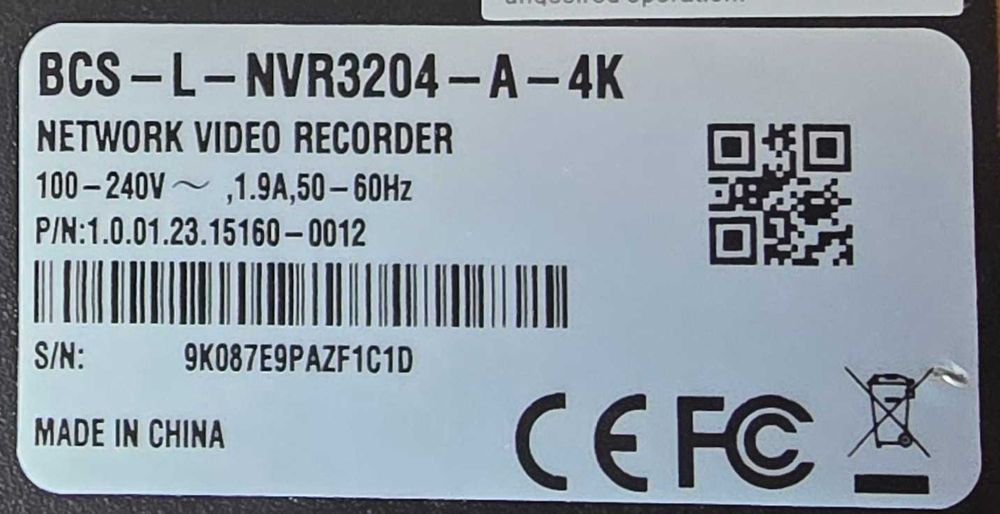 BCS-L-NVR3204-A-4K
NETWORK VIDEO RECORDER
100-240V ~ ,1.9A,50-60Hz
P/N:1.0.01.23.15160-0012
S/N: 9K087E9PAZF1C1D
MADE IN CHINA
CE FC